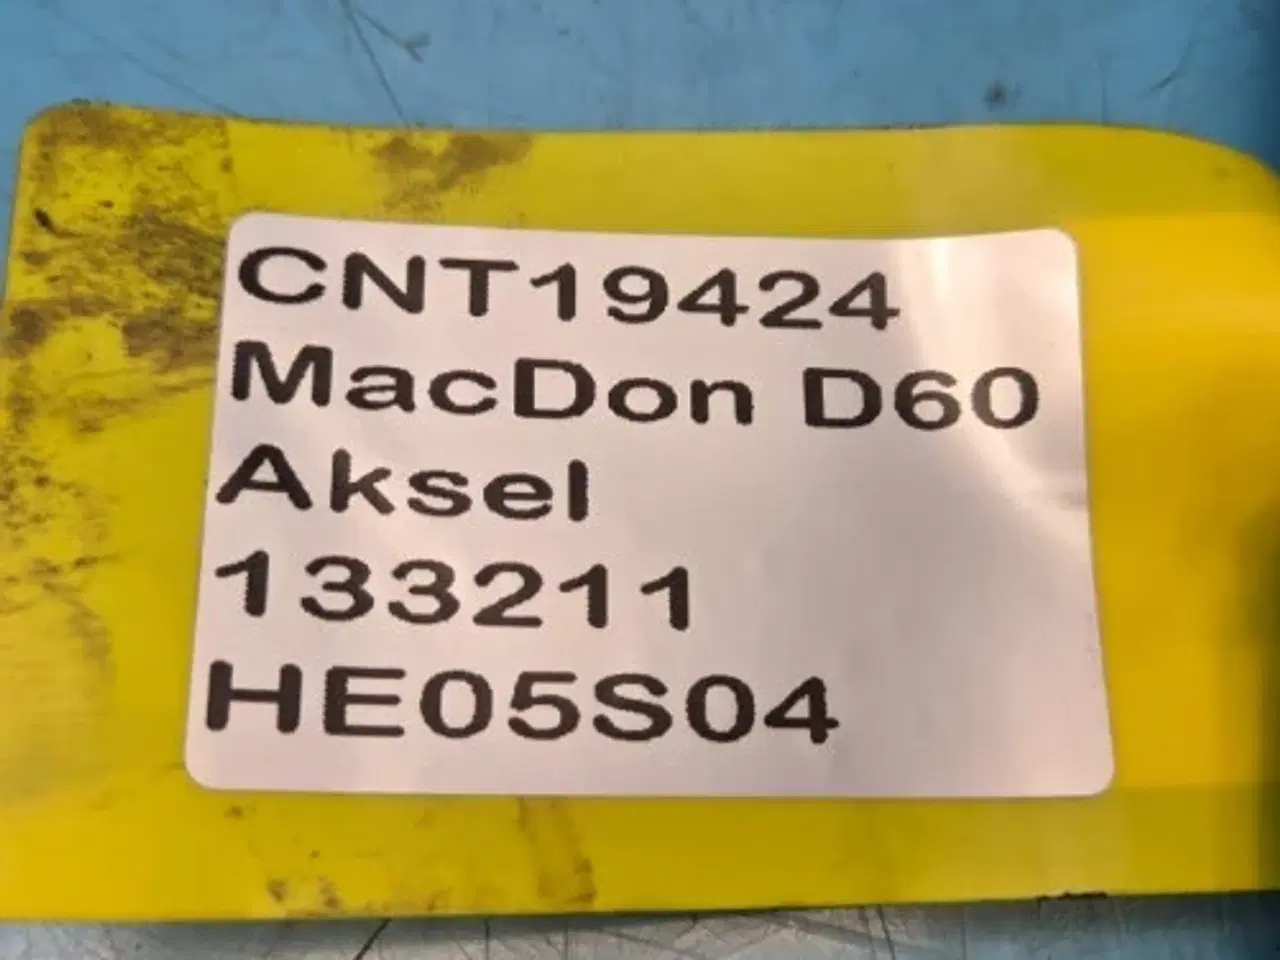 CNT19424
MacDon D60
Aksel
133211
HE05S04